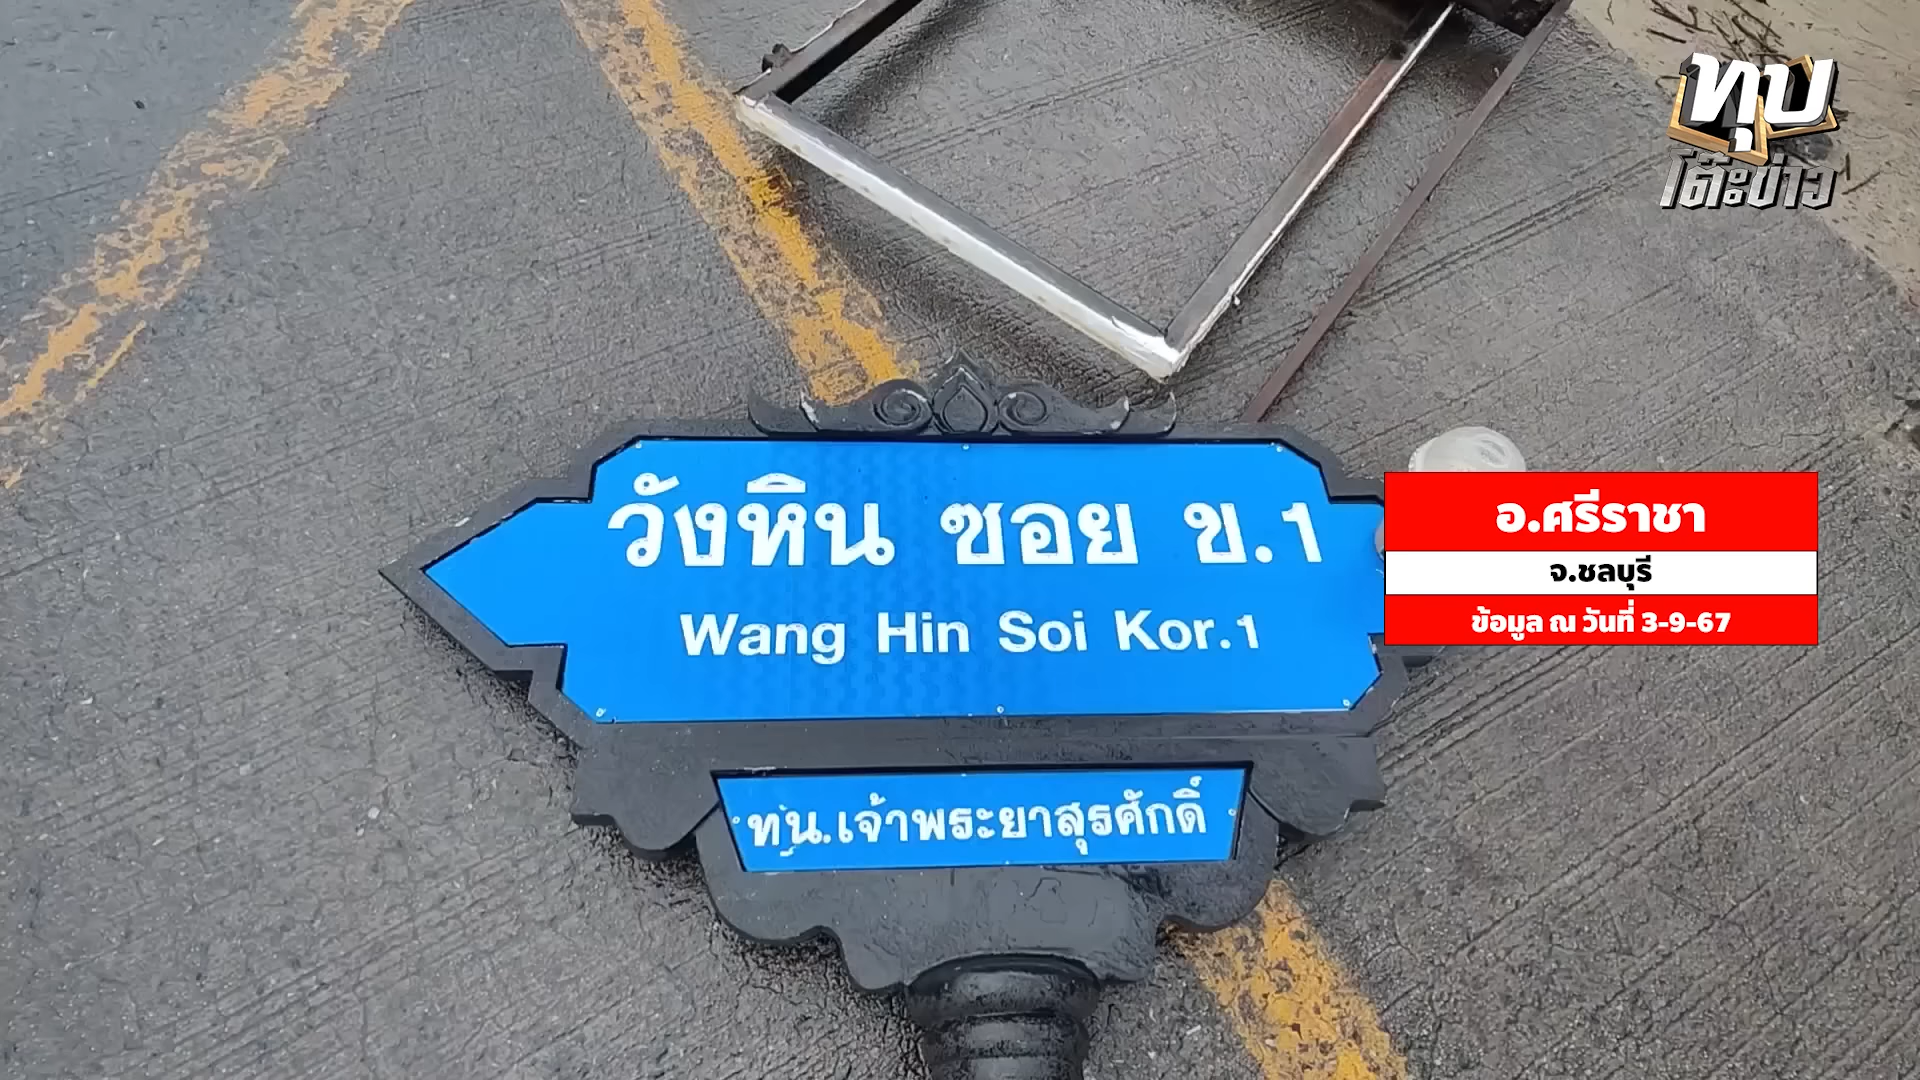 ทุบ
โต๊ะข่าว
วังหิน ซอย ข.1
Wang Hin Soi Kor.1
ทน.เจ้าพระยาสุรศักดิ์
อ.ศรีราชา
จ.ชลบุรี
ข้อมูล ณ วันที่ 3-9-67